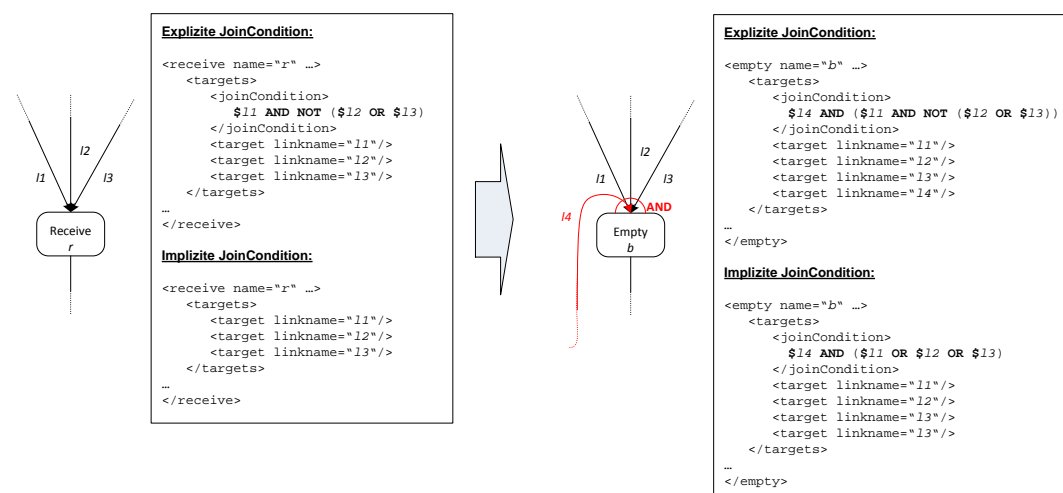 Explizite JoinCondition:
<receive name="r" …>
<targets>
<joinCondition>
$l1 AND NOT ($l2 OR $l3)
</joinCondition>
<target linkname="l1"/>
<target linkname="l2"/>
<target linkname="l3"/>
</targets>
…
</receive>
Implizite JoinCondition:
<receive name="r" …>
<targets>
<target linkname="l1"/>
<target linkname="l2"/>
<target linkname="l3"/>
</targets>
…
</receive>
l2
l1
l3
Receive
r
l2
l1
l3
l4
AND
Empty
b
Explizite JoinCondition:
<empty name="b" …>
<targets>
<joinCondition>
$l4 AND ($l1 AND NOT ($l2 OR $l3))
</joinCondition>
<target linkname="l1"/>
<target linkname="l2"/>
<target linkname="l3"/>
<target linkname="l4"/>
</targets>
…
</empty>
Implizite JoinCondition:
<empty name="b" …>
<targets>
<joinCondition>
$l4 AND ($l1 OR $l2 OR $l3)
</joinCondition>
<target linkname="l1"/>
<target linkname="l2"/>
<target linkname="l3"/>
<target linkname="l3"/>
</targets>
…
</empty>